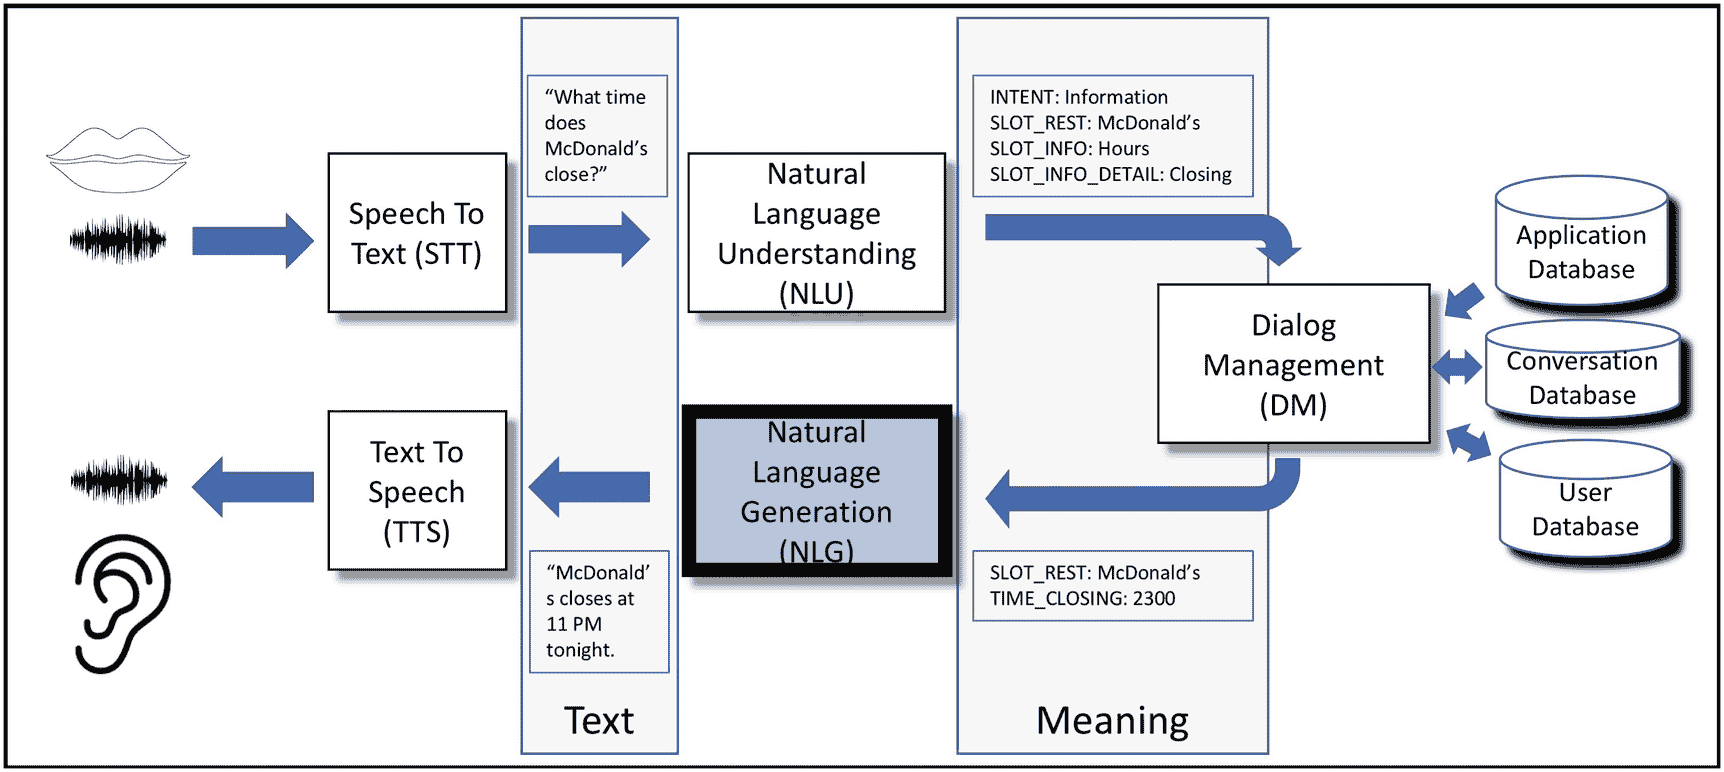 “What time
does
McDonald’s
close?”
INTENT: Information
SLOT_REST: McDonald’s
SLOT_INFO: Hours
SLOT_INFO_DETAIL: Closing
Speech To
Text (STT)
Natural
Language
Understanding
(NLU)
Application
Database
Dialog
Management
(DM)
Conversation
Database
Text To
Speech
(TTS)
Natural
Language
Generation
(NLG)
User
Database
“McDonald’
s closes at
11 PM
tonight.
SLOT_REST: McDonald’s
TIME_CLOSING: 2300
Text
Meaning